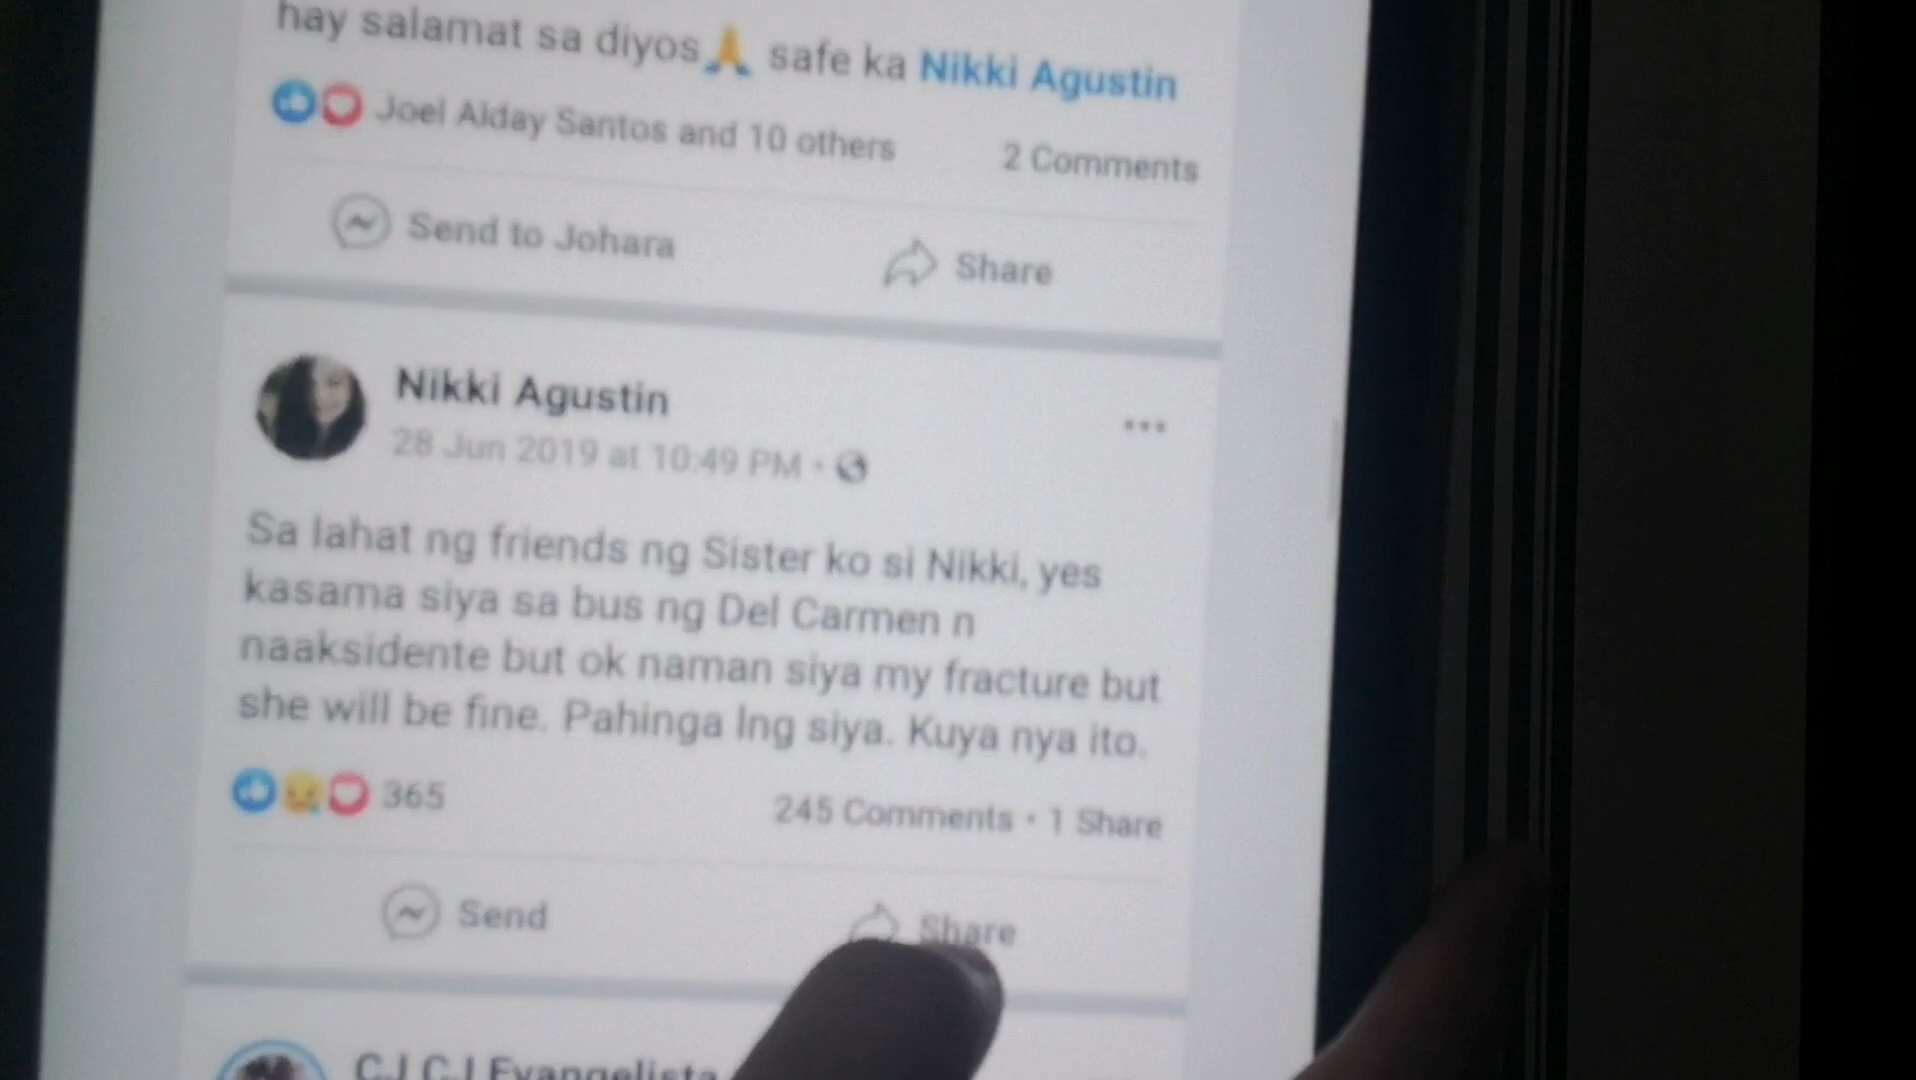 hay salamat sa diyos🙏 safe ka Nikki Agustin
Joel Alday Santos and 10 others
2 Comments
Send to Johara
Share
Nikki Agustin
28 Jun 2019 at 10:49 PM ·
Sa lahat ng friends ng Sister ko si Nikki, yes
kasama siya sa bus ng Del Carmen n
naaksidente but ok naman siya my fracture but
she will be fine. Pahinga lng siya. Kuya nya ito.
365
245 Comments · 1 Share
Send
Share
CJ CJ Evangelista